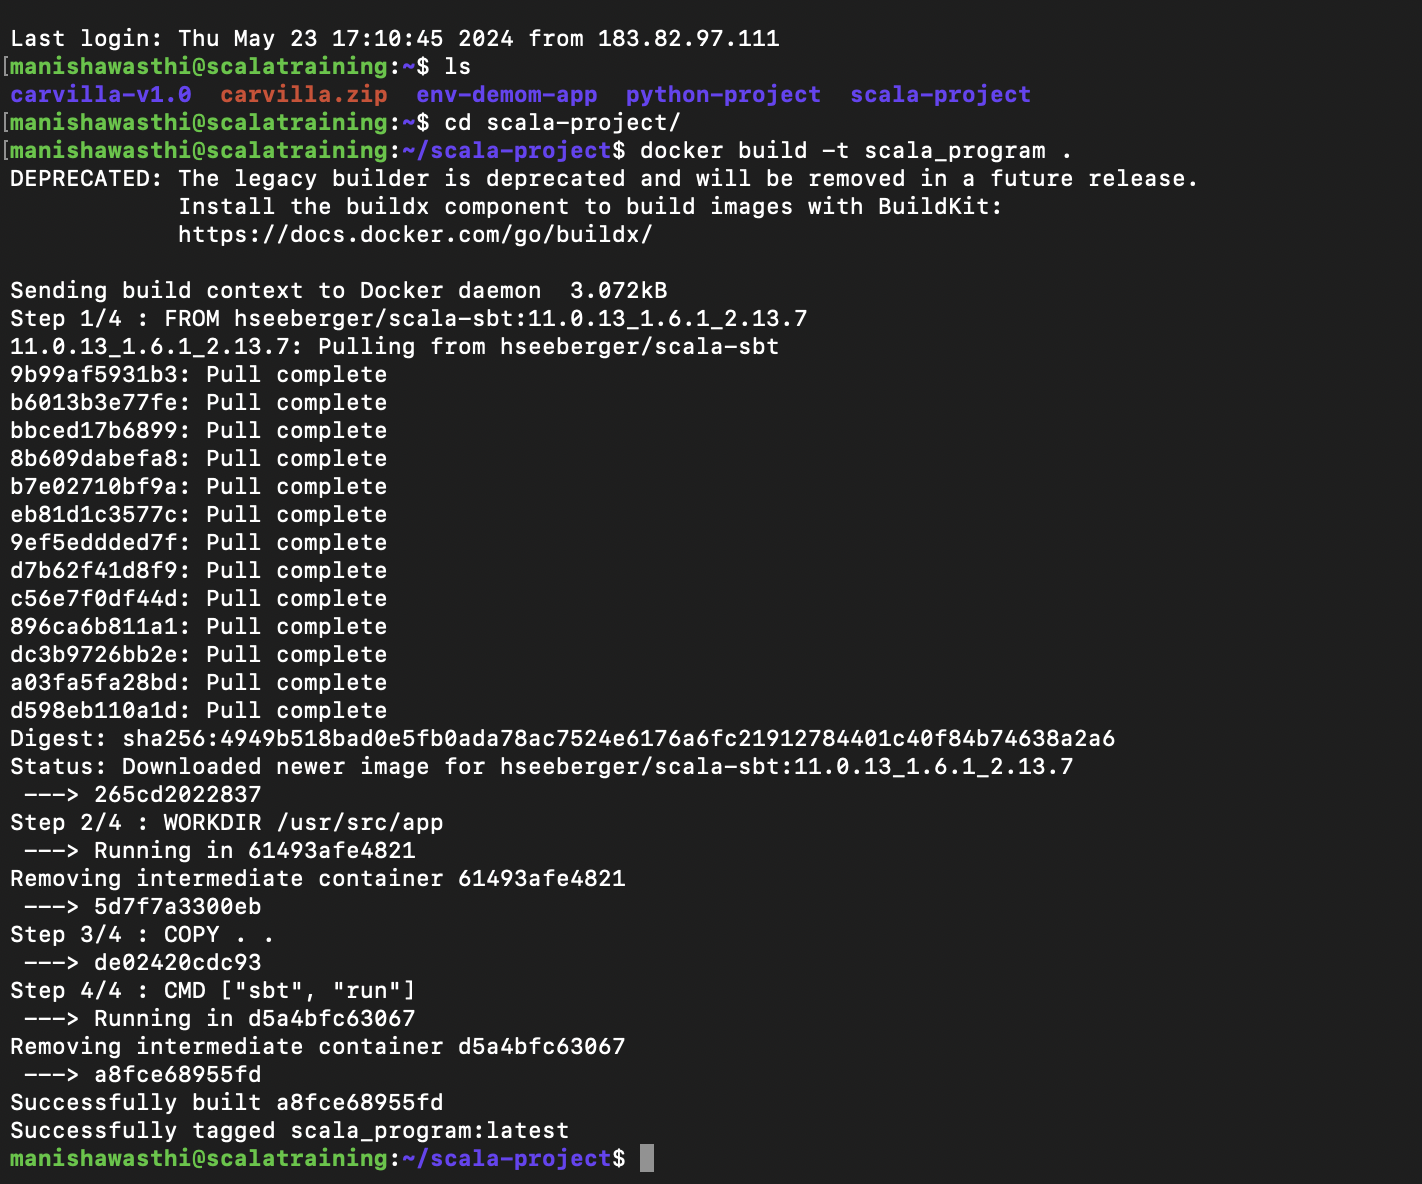 Last login: Thu May 23 17:10:45 2024 from 183.82.97.111
[manishawasthi@scalatraining:~$ ls
carvilla-v1.0  carvilla.zip  env-demom-app  python-project  scala-project
[manishawasthi@scalatraining:~$ cd scala-project/
[manishawasthi@scalatraining:~/scala-project$ docker build -t scala_program .
DEPRECATED: The legacy builder is deprecated and will be removed in a future release.
            Install the buildx component to build images with BuildKit:
            https://docs.docker.com/go/buildx/

Sending build context to Docker daemon  3.072kB
Step 1/4 : FROM hseeberger/scala-sbt:11.0.13_1.6.1_2.13.7
11.0.13_1.6.1_2.13.7: Pulling from hseeberger/scala-sbt
9b99af5931b3: Pull complete
b6013b3e77fe: Pull complete
bbced17b6899: Pull complete
8b609dabefa8: Pull complete
b7e02710bf9a: Pull complete
eb81d1c3577c: Pull complete
9ef5eddded7f: Pull complete
d7b62f41d8f9: Pull complete
c56e7f0df44d: Pull complete
896ca6b811a1: Pull complete
dc3b9726bb2e: Pull complete
a03fa5fa28bd: Pull complete
d598eb110a1d: Pull complete
Digest: sha256:4949b518bad0e5fb0ada78ac7524e6176a6fc21912784401c40f84b74638a2a6
Status: Downloaded newer image for hseeberger/scala-sbt:11.0.13_1.6.1_2.13.7
 ---> 265cd2022837
Step 2/4 : WORKDIR /usr/src/app
 ---> Running in 61493afe4821
Removing intermediate container 61493afe4821
 ---> 5d7f7a3300eb
Step 3/4 : COPY . .
 ---> de02420cdc93
Step 4/4 : CMD ["sbt", "run"]
 ---> Running in d5a4bfc63067
Removing intermediate container d5a4bfc63067
 ---> a8fce68955fd
Successfully built a8fce68955fd
Successfully tagged scala_program:latest
manishawasthi@scalatraining:~/scala-project$